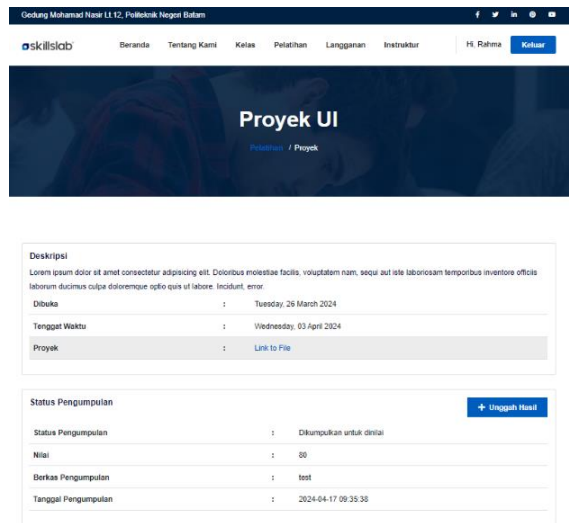 Gedung Mohamad Nasir Lt.12, Politeknik Negeri Batam
skillslab Beranda Tentang Kami Kelas Pelatihan Langganan Instruktur Hi, Rahma Keluar
Proyek UI
Pelatihan / Proyek
Deskripsi
Lorem ipsum dolor sit amet consectetur adipisicing elit. Doloribus molestiae facilis, voluptatem nam, sequi aut iste laboriosam temporibus inventore officiis
laborum ducimus culpa doloremque optio quis ut labore. Incidunt, error.
Dibuka : Tuesday, 26 March 2024
Tenggat Waktu : Wednesday, 03 April 2024
Proyek : Link to File
Status Pengumpulan + Unggah Hasil
Status Pengumpulan : Dikumpulkan untuk dinilai
Nilai : 80
Berkas Pengumpulan : test
Tanggal Pengumpulan : 2024-04-17 09:35:38